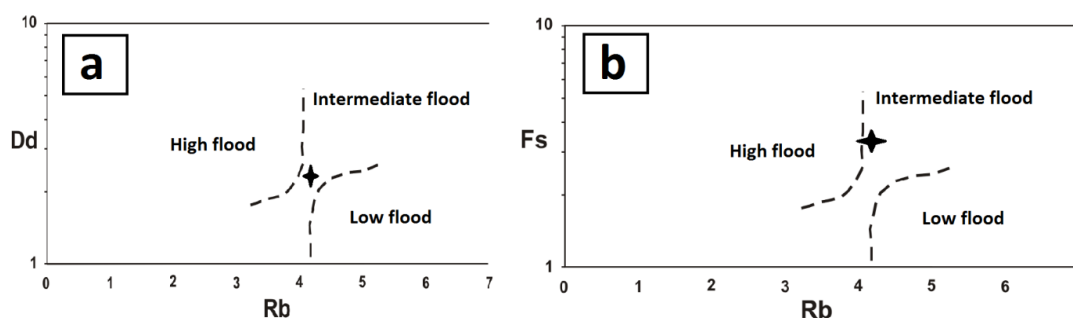 10
a
Intermediate flood
Dd
High flood
Low flood
1
0 1 2 3 4 5 6 7
Rb
10
b
Intermediate flood
Fs
High flood
Low flood
1
0 1 2 3 4 5 6
Rb